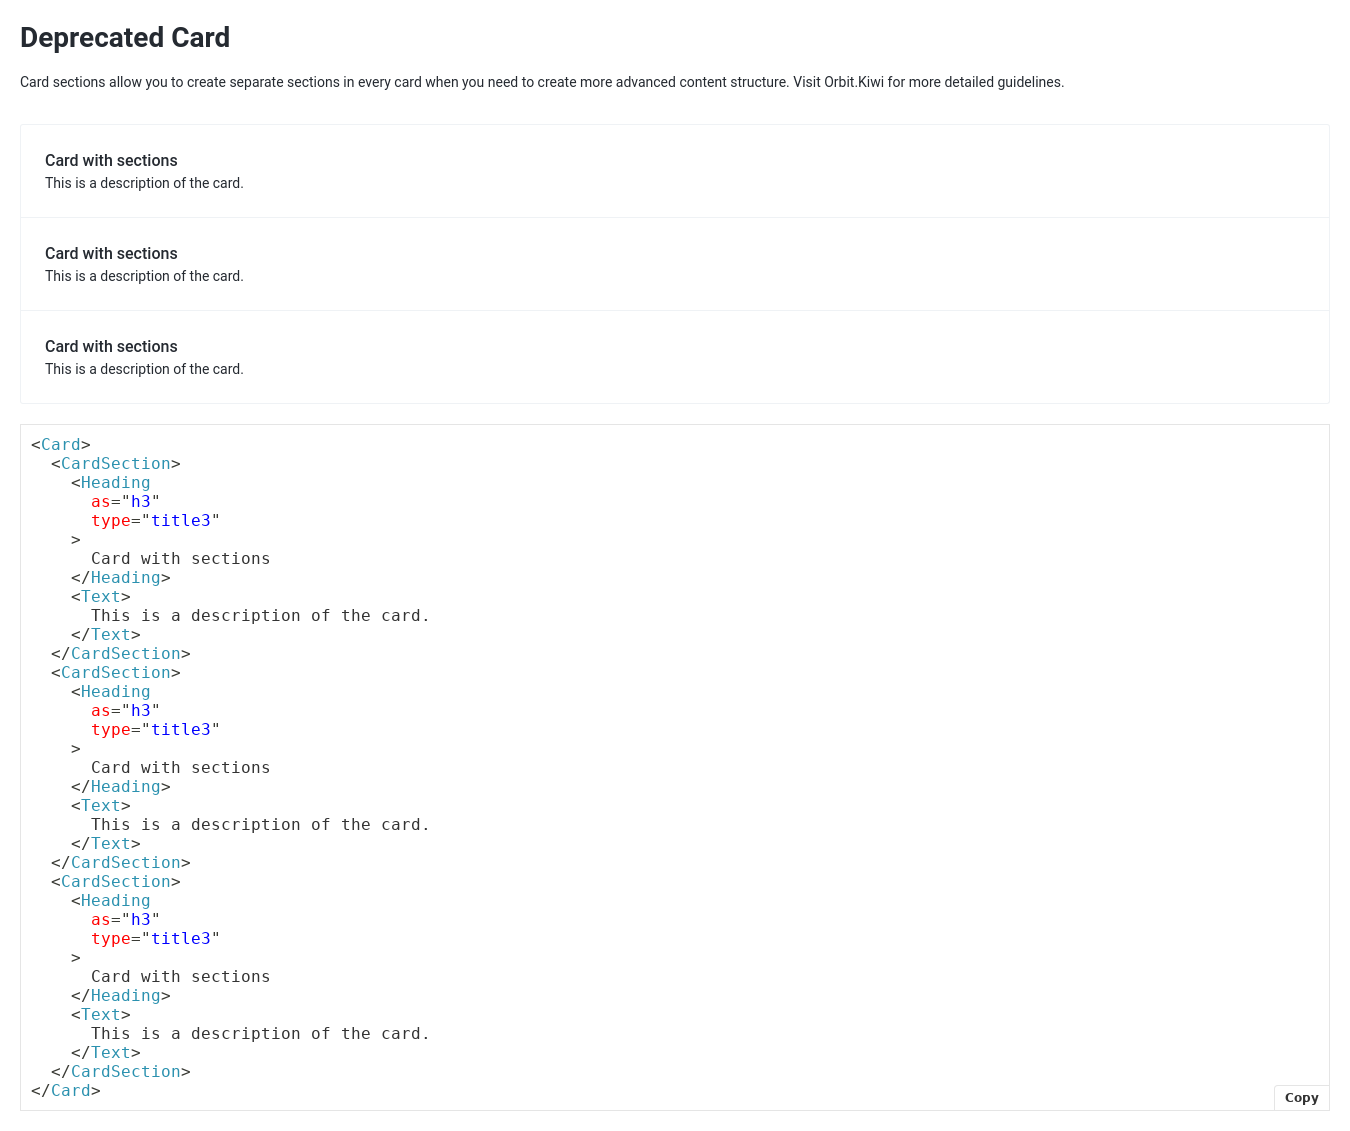 Deprecated Card
Card sections allow you to create separate sections in every card when you need to create more advanced content structure. Visit Orbit.Kiwi for more detailed guidelines.
Card with sections
This is a description of the card.
Card with sections
This is a description of the card.
Card with sections
This is a description of the card.
<Card>
  <CardSection>
    <Heading
      as="h3"
      type="title3"
    >
      Card with sections
    </Heading>
    <Text>
      This is a description of the card.
    </Text>
  </CardSection>
  <CardSection>
    <Heading
      as="h3"
      type="title3"
    >
      Card with sections
    </Heading>
    <Text>
      This is a description of the card.
    </Text>
  </CardSection>
  <CardSection>
    <Heading
      as="h3"
      type="title3"
    >
      Card with sections
    </Heading>
    <Text>
      This is a description of the card.
    </Text>
  </CardSection>
</Card>
Copy